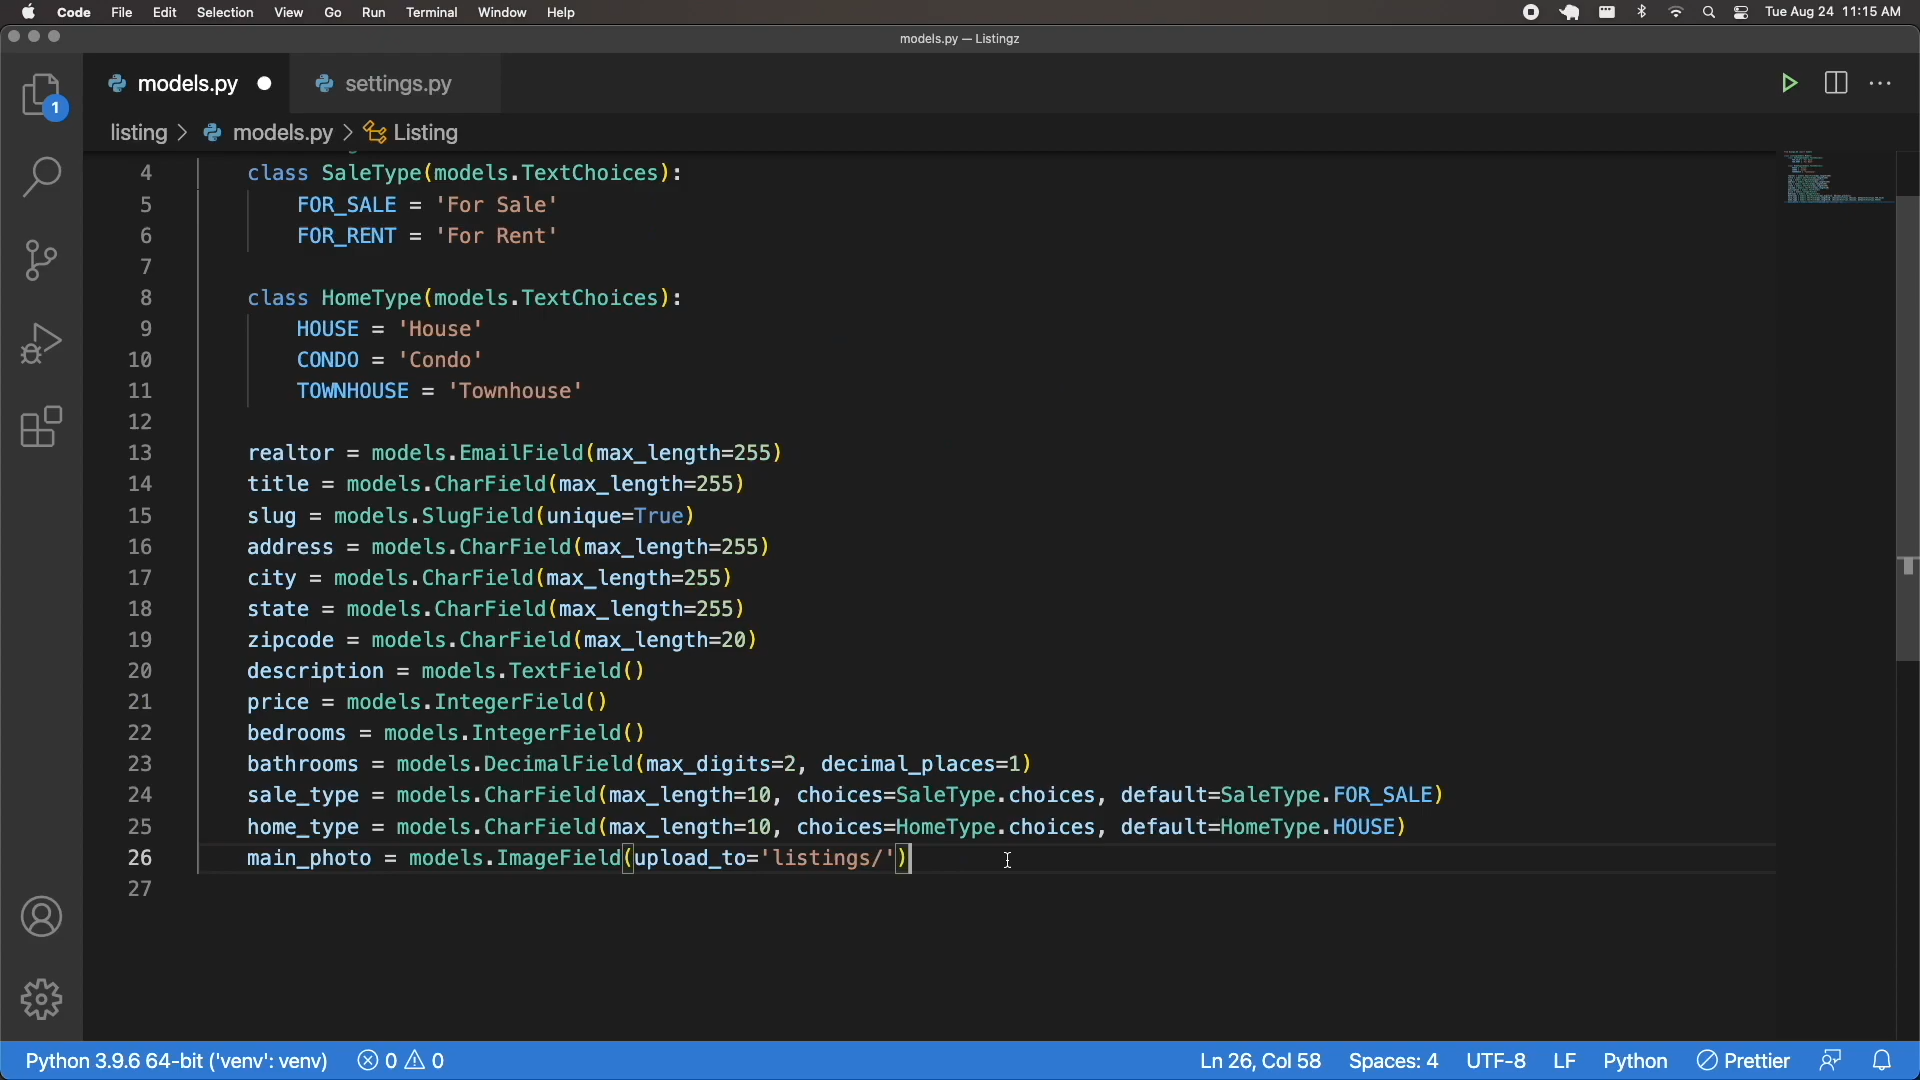 Code File Edit Selection View Go Run Terminal Window Help Tue Aug 24 11:15 AM
models.py — Listingz
models.py settings.py
1
listing > models.py > Listing
4 class SaleType(models.TextChoices):
5 FOR_SALE = 'For Sale'
6 FOR_RENT = 'For Rent'
7
8 class HomeType(models.TextChoices):
9 HOUSE = 'House'
10 CONDO = 'Condo'
11 TOWNHOUSE = 'Townhouse'
12
13 realtor = models.EmailField(max_length=255)
14 title = models.CharField(max_length=255)
15 slug = models.SlugField(unique=True)
16 address = models.CharField(max_length=255)
17 city = models.CharField(max_length=255)
18 state = models.CharField(max_length=255)
19 zipcode = models.CharField(max_length=20)
20 description = models.TextField()
21 price = models.IntegerField()
22 bedrooms = models.IntegerField()
23 bathrooms = models.DecimalField(max_digits=2, decimal_places=1)
24 sale_type = models.CharField(max_length=10, choices=SaleType.choices, default=SaleType.FOR_SALE)
25 home_type = models.CharField(max_length=10, choices=HomeType.choices, default=HomeType.HOUSE)
26 main_photo = models.ImageField(upload_to='listings/')
27
Python 3.9.6 64-bit ('venv': venv) 0 0 Ln 26, Col 58 Spaces: 4 UTF-8 LF Python Prettier